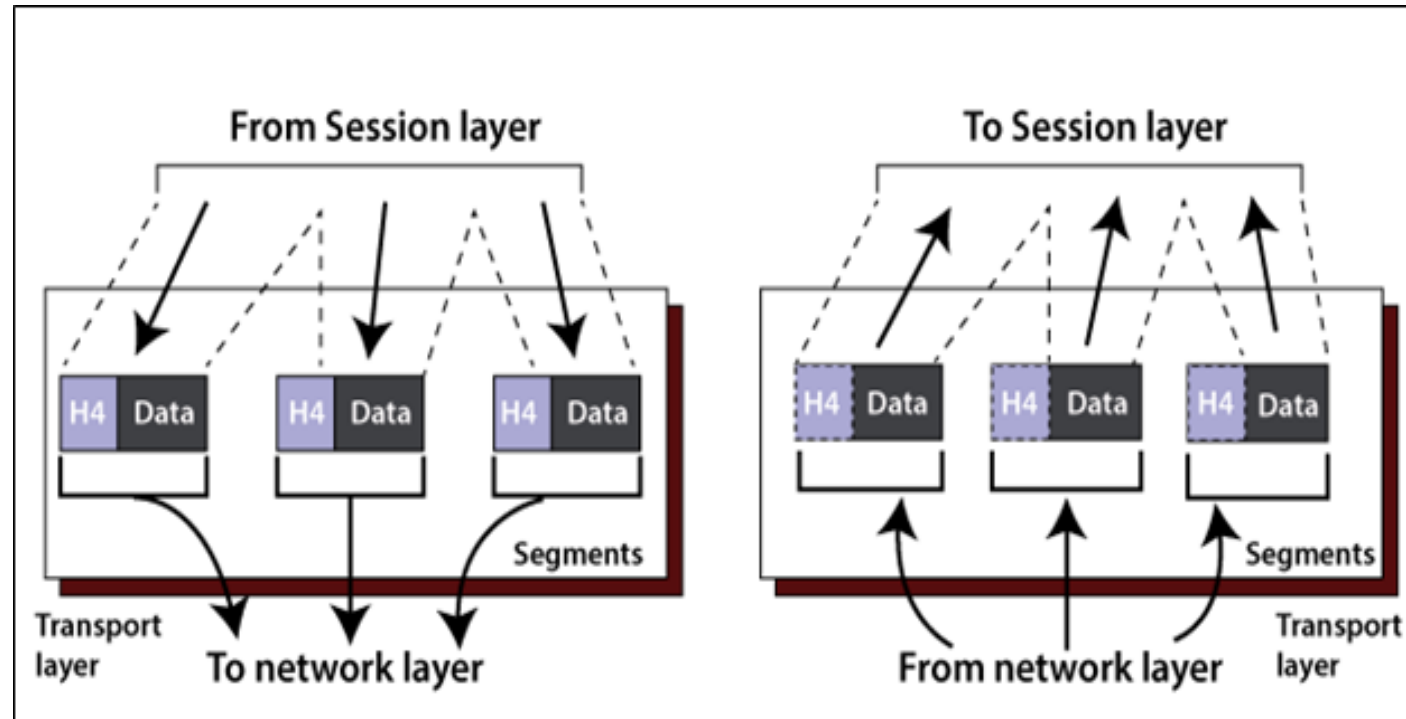 From Session layer
H4 Data
H4 Data
H4 Data
Segments
Transport
layer
To network layer
To Session layer
H4 Data
H4 Data
H4 Data
Segments
Transport
layer
From network layer